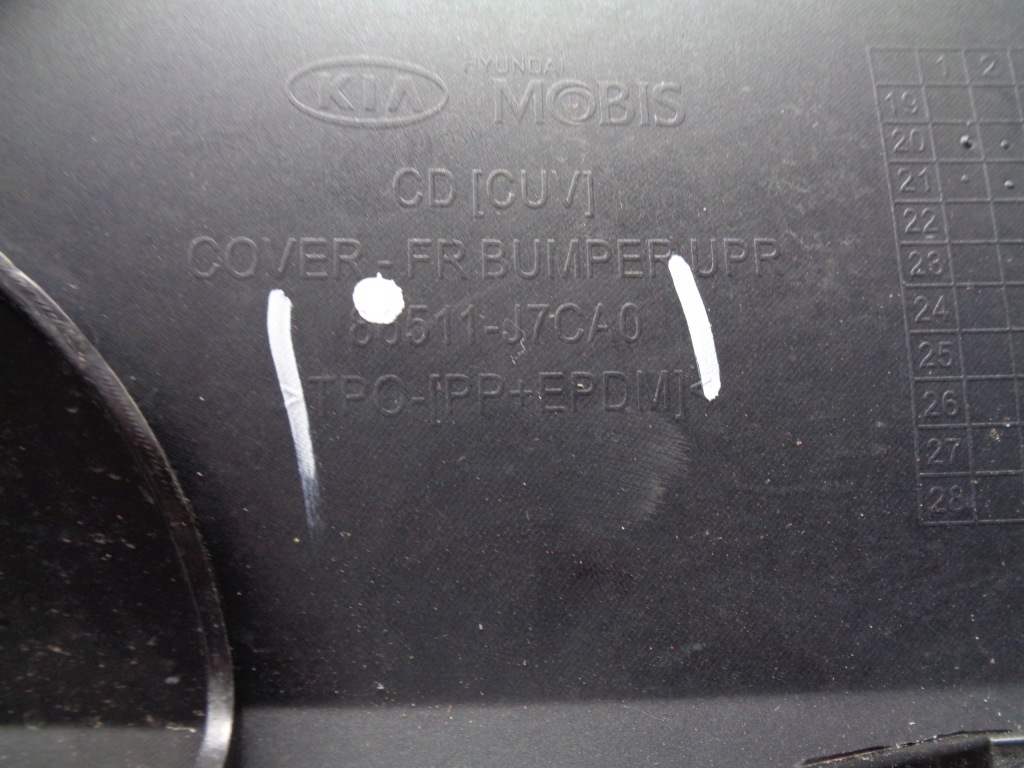 KIA HYUNDAI MOBIS
CD [CUV]
COVER - FR BUMPER UPR
86511-J7CA0
>TPO-[PP+EPDM]<
1 2
19
20
21
22
23
24
25
26
27
28